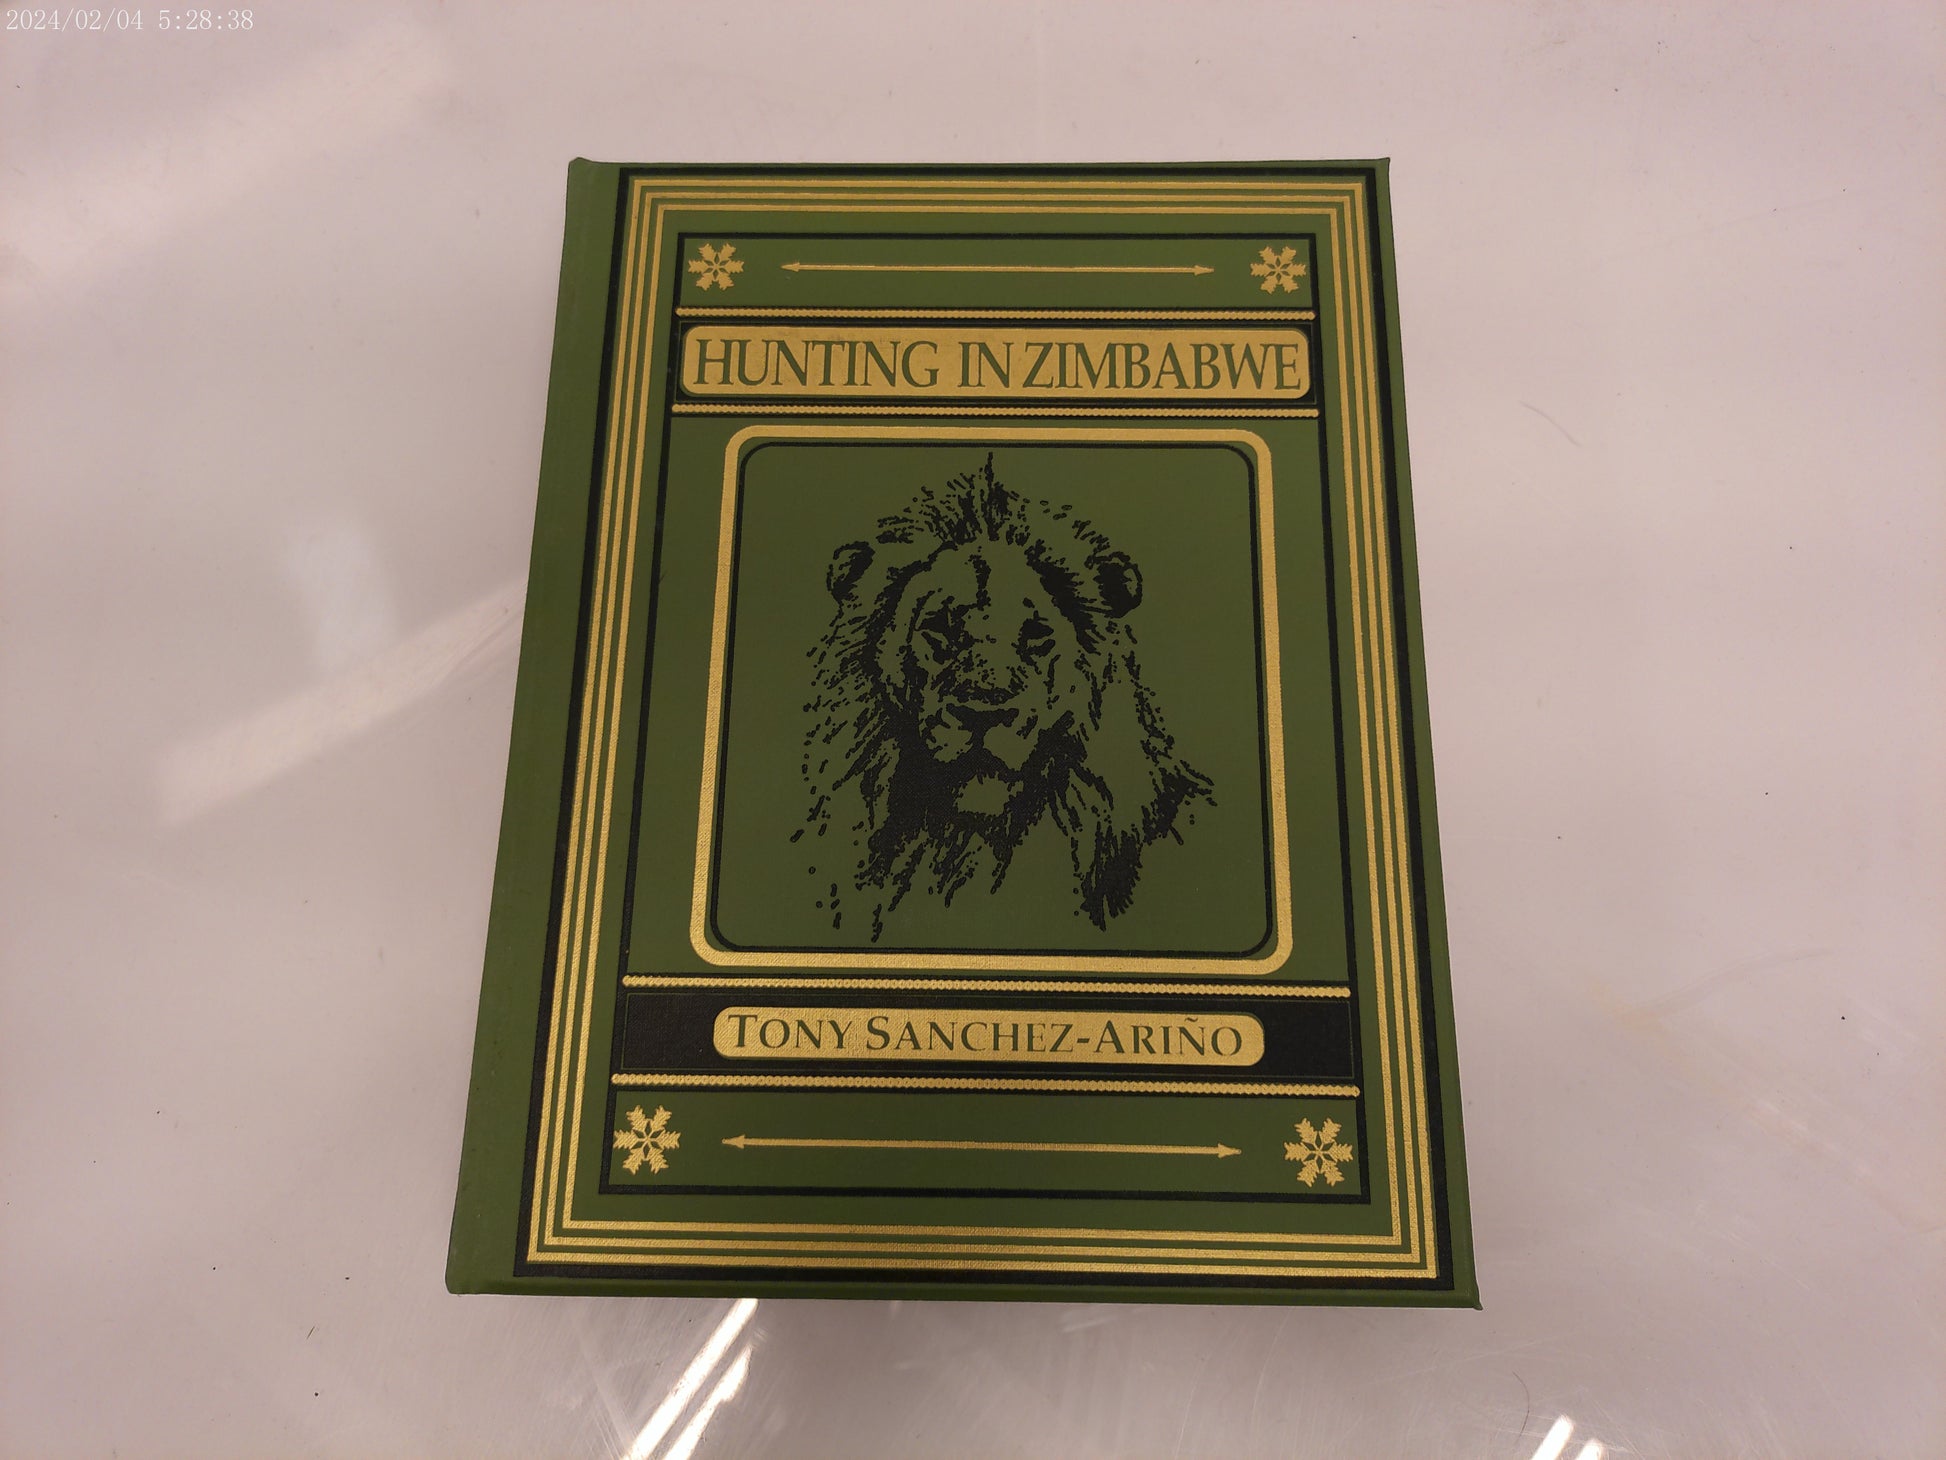 2024/02/04 5:28:38
HUNTING IN ZIMBABWE
TONY SANCHEZ-ARIÑO